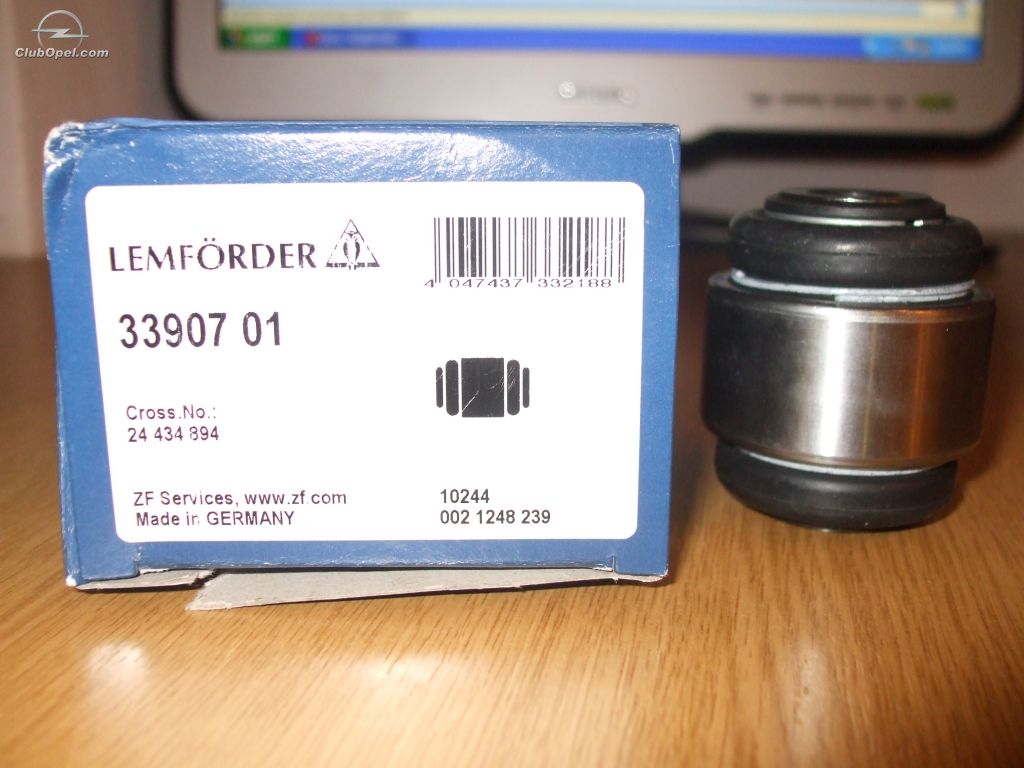 ClubOpel.com
LEMFÖRDER
4 047437 332188
33907 01
Cross.No.:
24 434 894
ZF Services, www.zf.com
Made in GERMANY
10244
002 1248 239